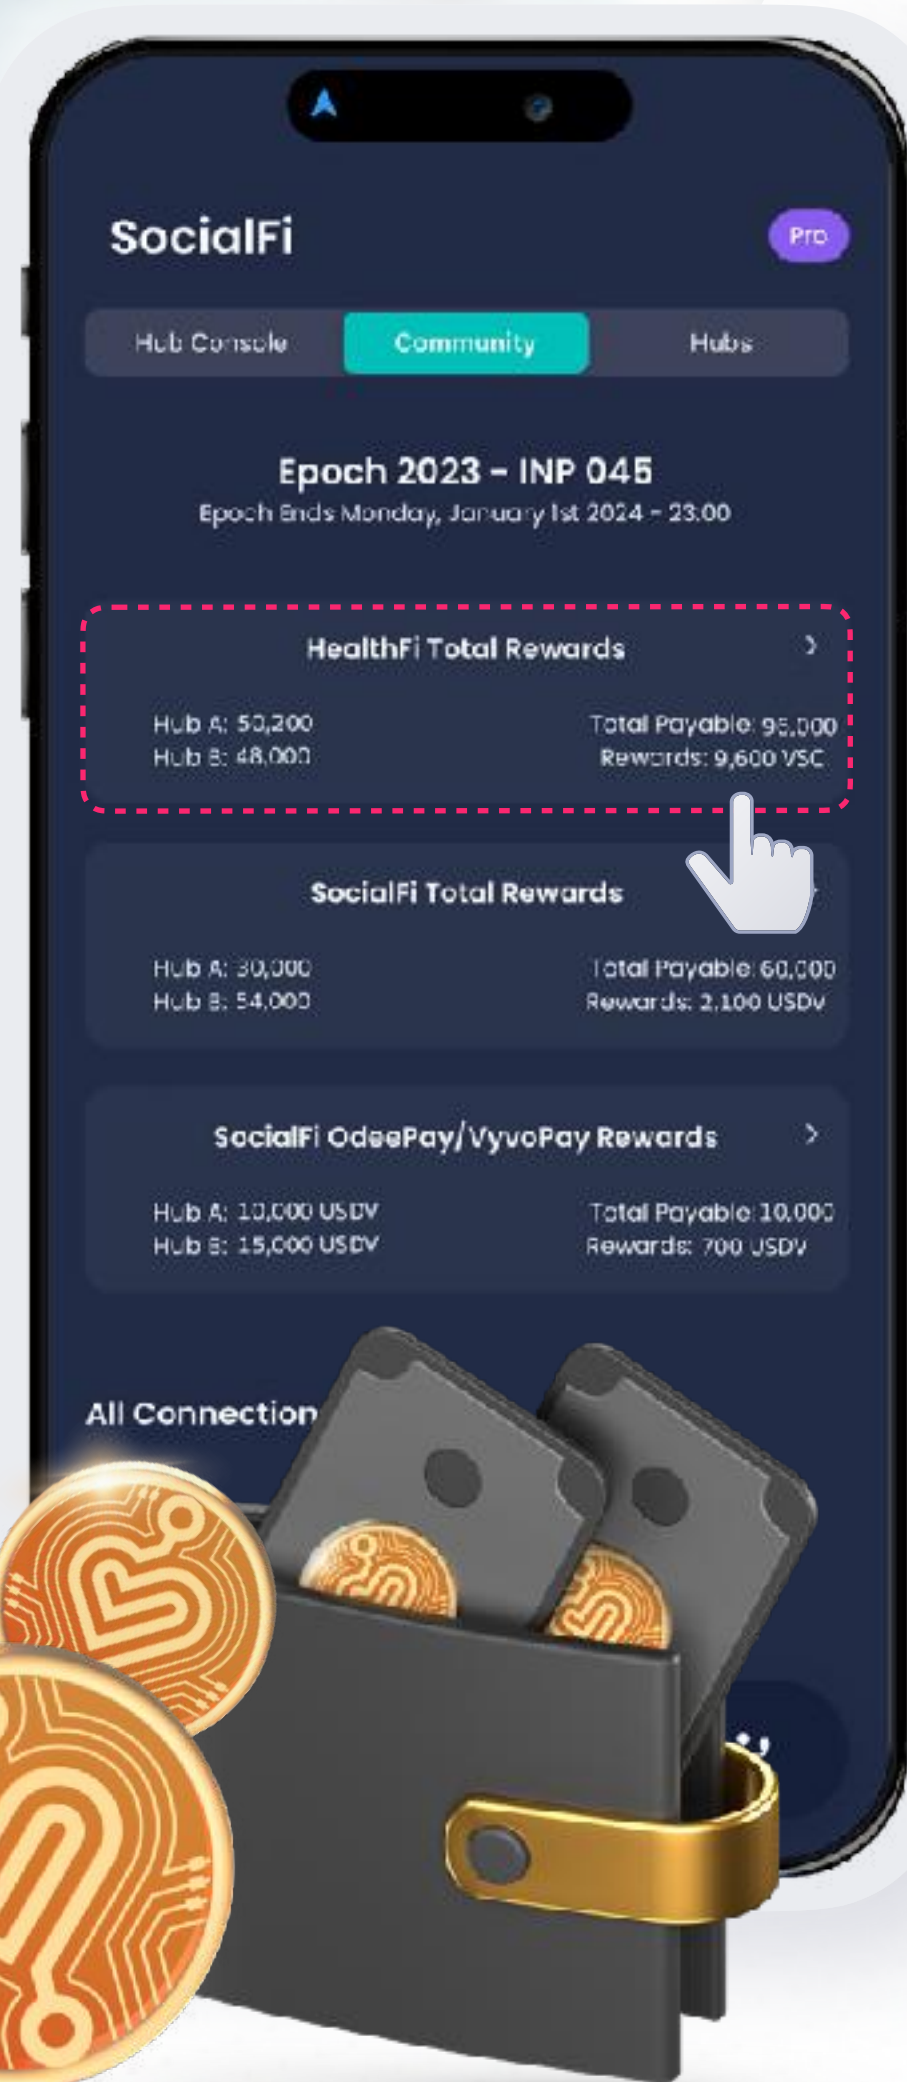 SocialFi
Pro
Hub Console
Community
Hubs
Epoch 2023 - INP 045
Epoch Ends Monday, January 1st 2024 - 23:00
HealthFi Total Rewards
Hub A: 50,200
Total Payable: 96,000
Hub B: 48,000
Rewards: 9,600 VSC
SocialFi Total Rewards
Hub A: 30,000
Total Payable: 60,000
Hub B: 54,000
Rewards: 2,100 USDV
SocialFi OdeePay/VyvoPay Rewards
Hub A: 10,000 USDV
Total Payable: 10,000
Hub B: 15,000 USDV
Rewards: 700 USDV
All Connection